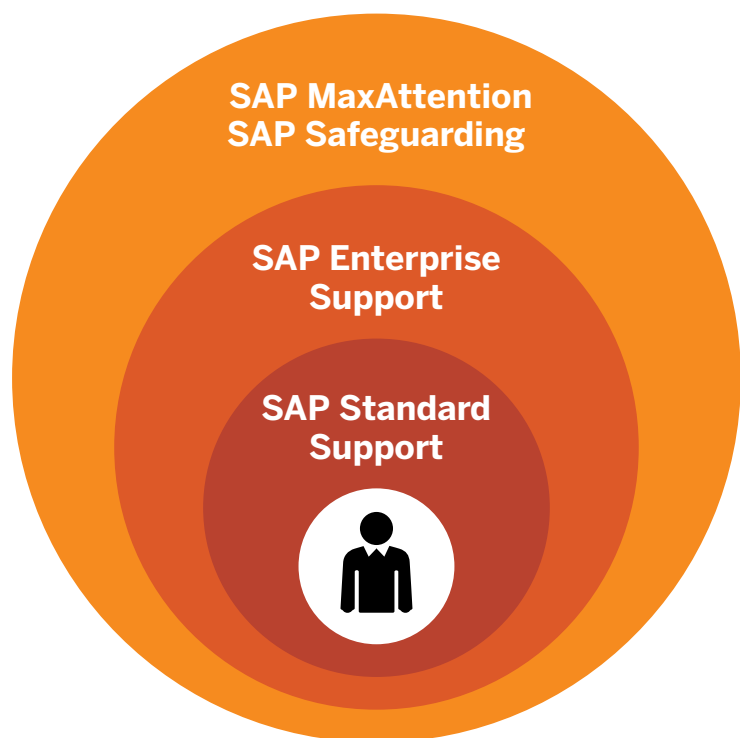 SAP MaxAttention
SAP Safeguarding
SAP Enterprise
Support
SAP Standard
Support